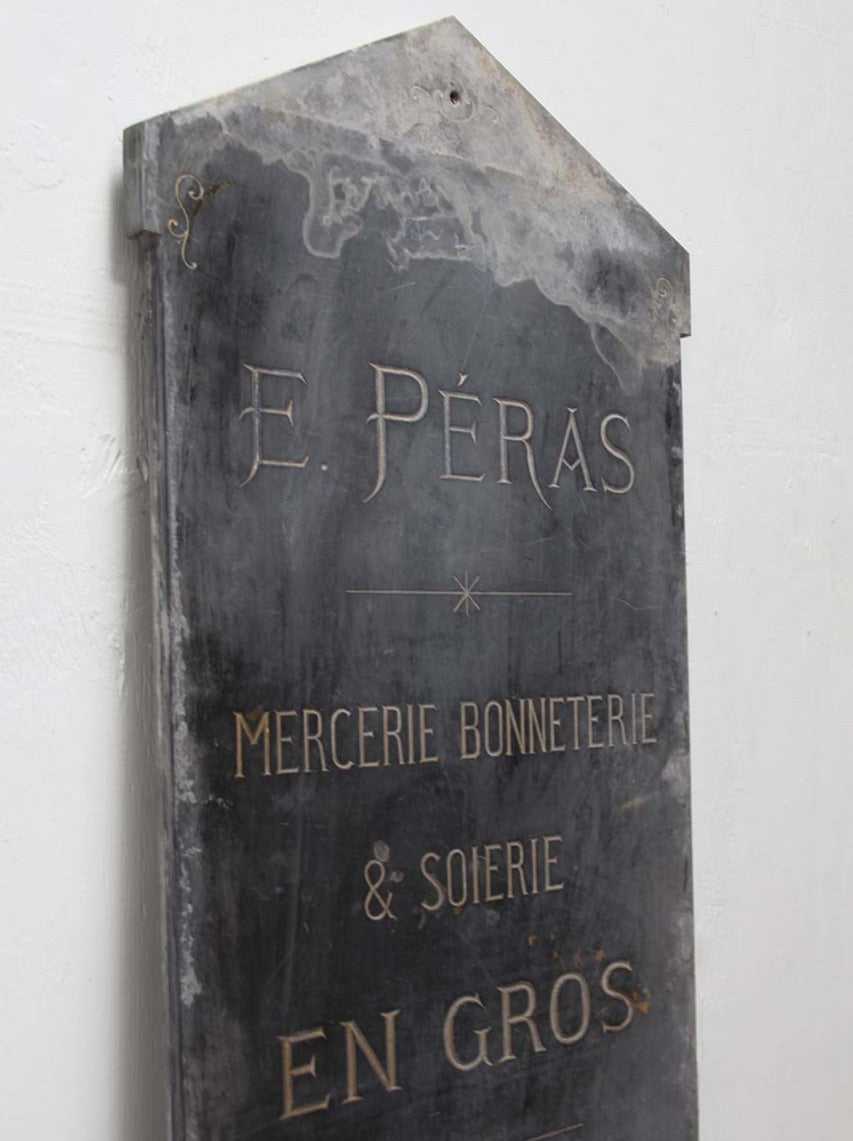 E. PÉRAS
MERCERIE BONNETERIE
& SOIERIE
EN GROS